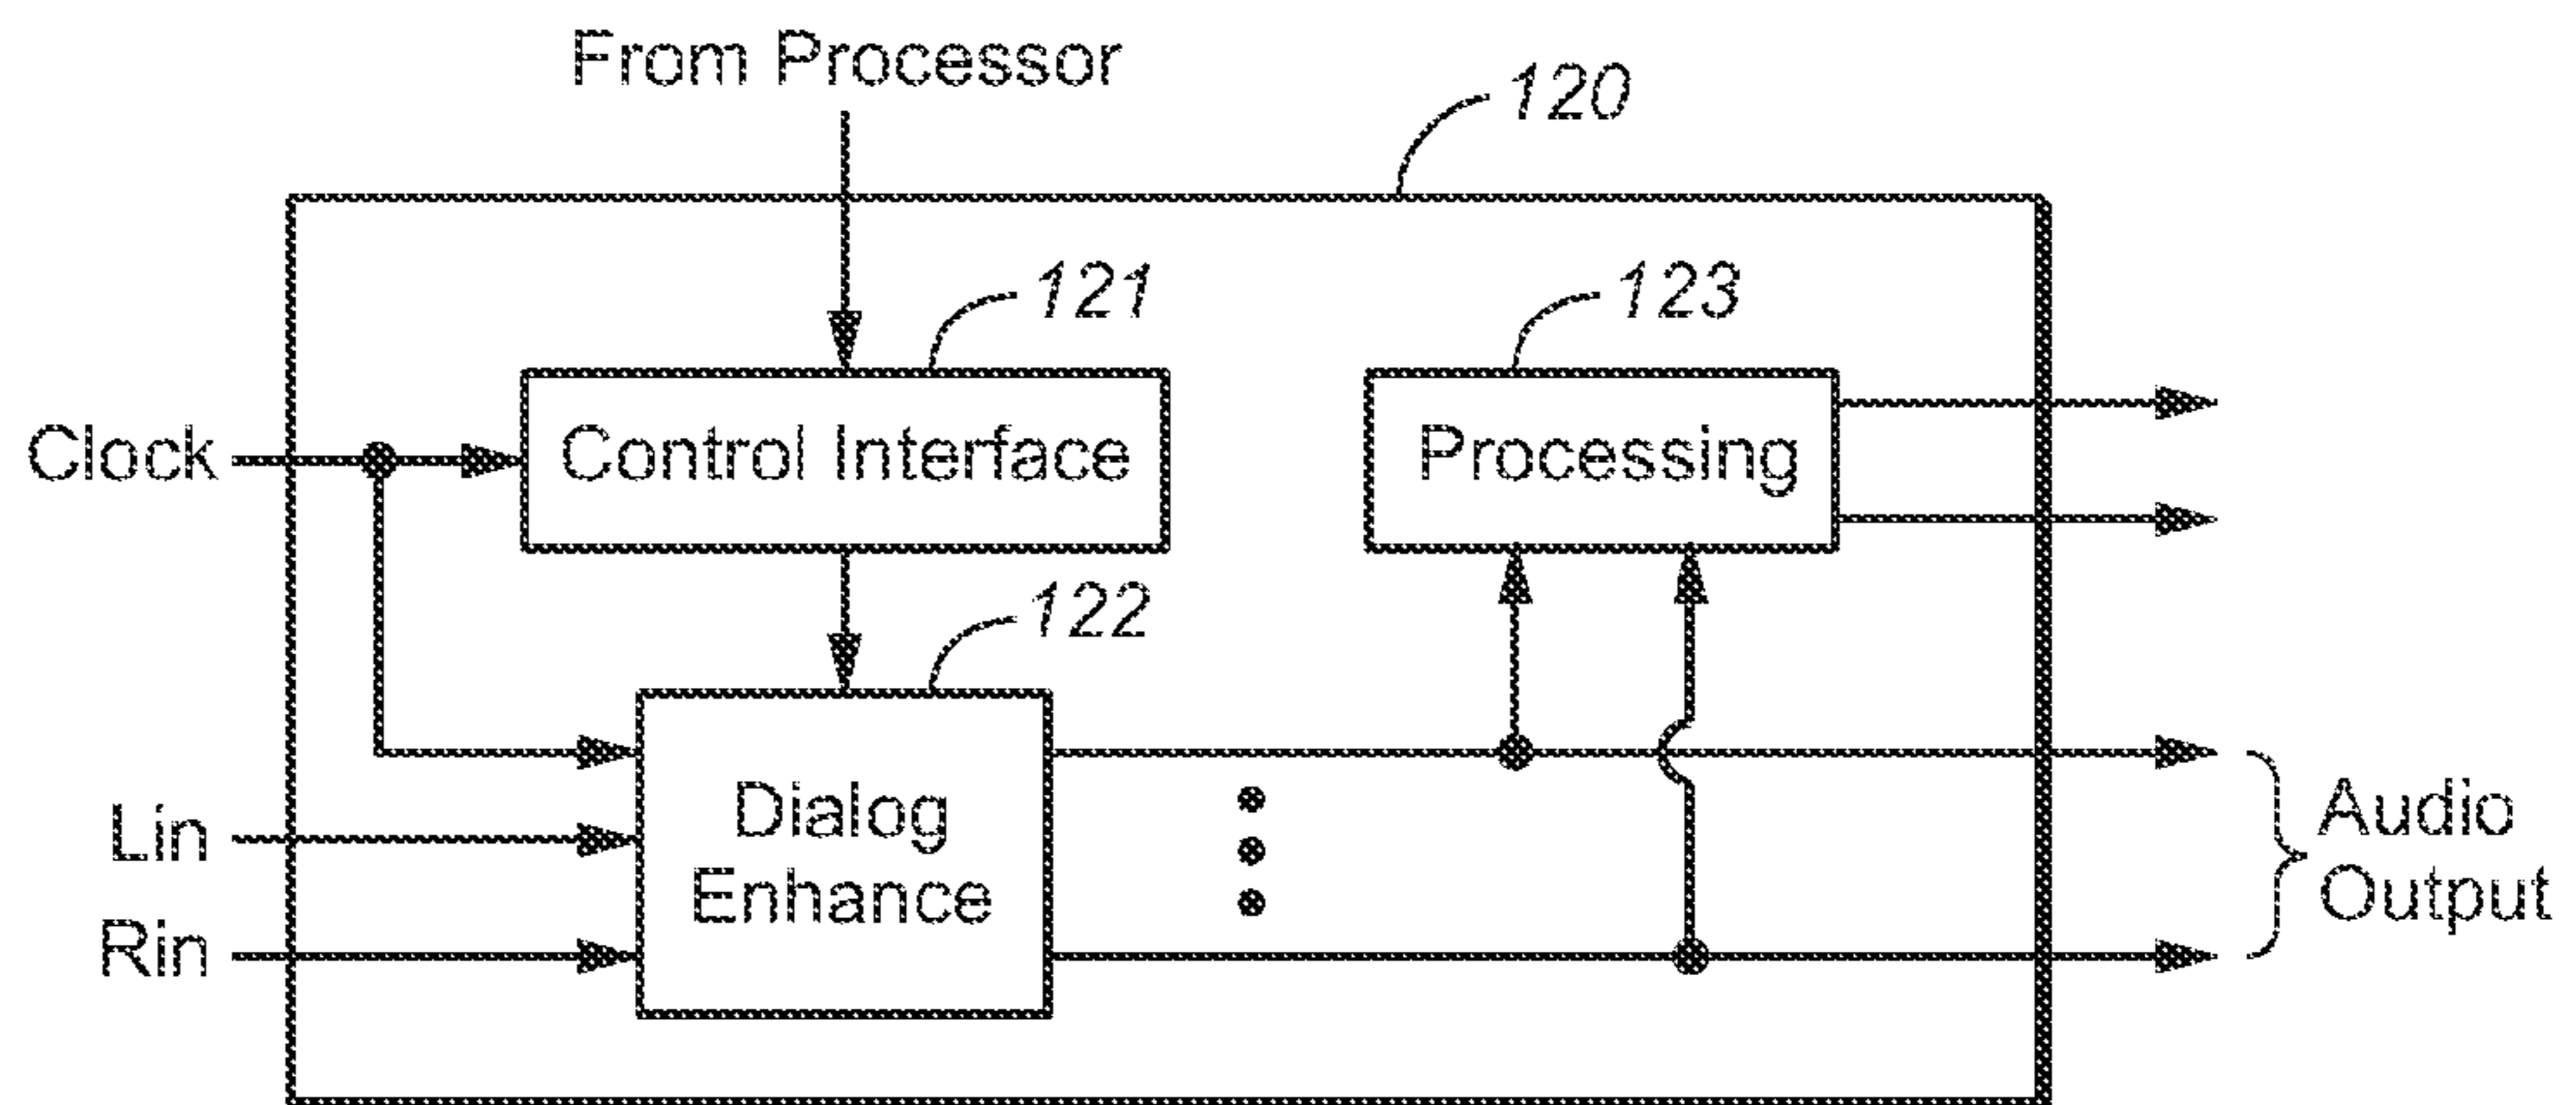 From Processor
120
121
123
Clock
Control Interface
Processing
122
Dialog
Enhance
Lin
Rin
Audio
Output